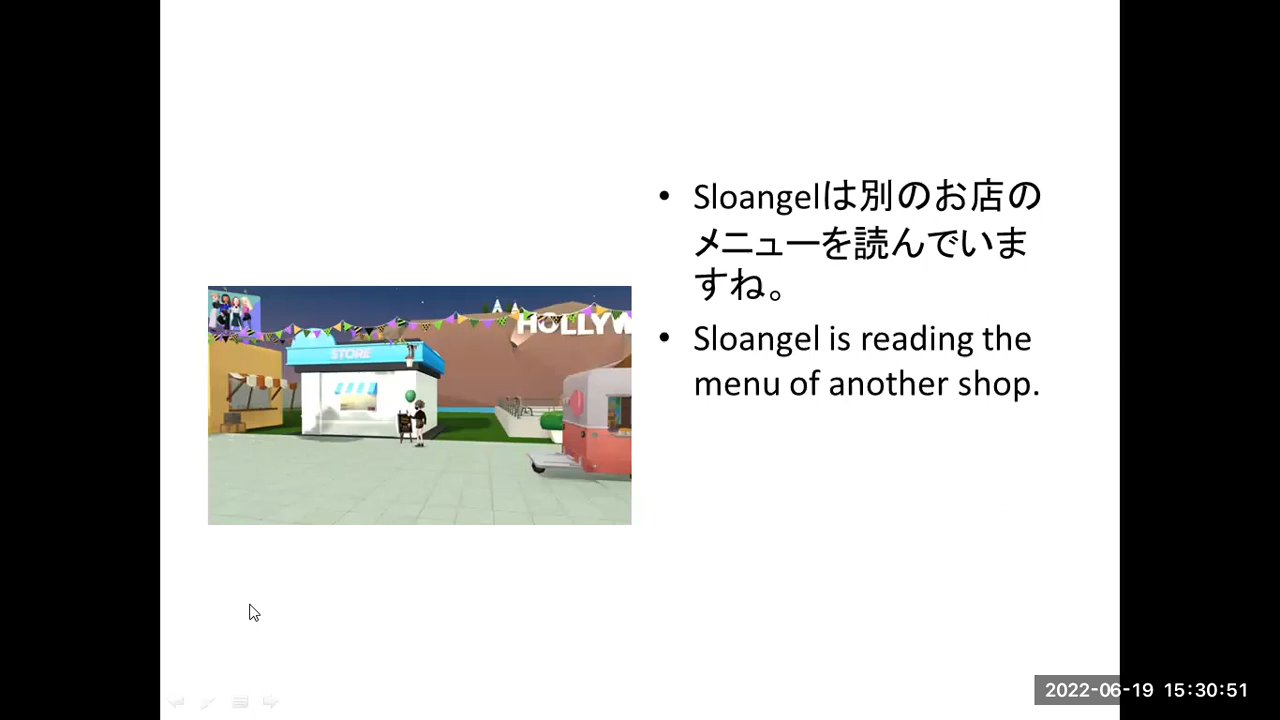 • Sloangelは別のお店の
メニューを読んでいま
すね。
• Sloangel is reading the
menu of another shop.
HOLLYW
STORE
2022-06-19 15:30:51